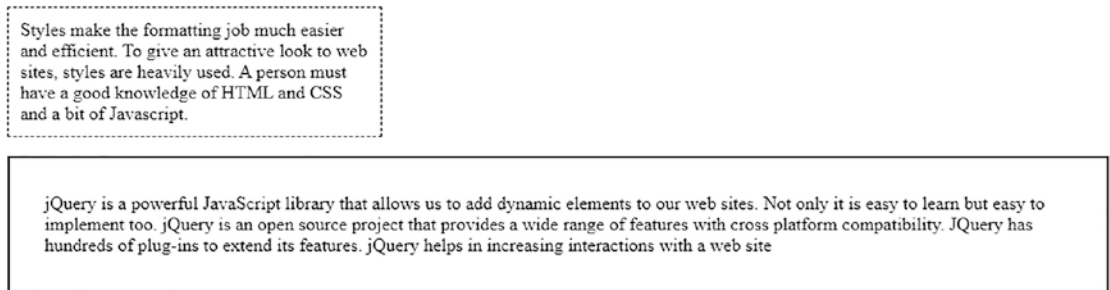 Styles make the formatting job much easier
and efficient. To give an attractive look to web
sites, styles are heavily used. A person must
have a good knowledge of HTML and CSS
and a bit of Javascript.
jQuery is a powerful JavaScript library that allows us to add dynamic elements to our web sites. Not only it is easy to learn but easy to
implement too. jQuery is an open source project that provides a wide range of features with cross platform compatibility. JQuery has
hundreds of plug-ins to extend its features. jQuery helps in increasing interactions with a web site